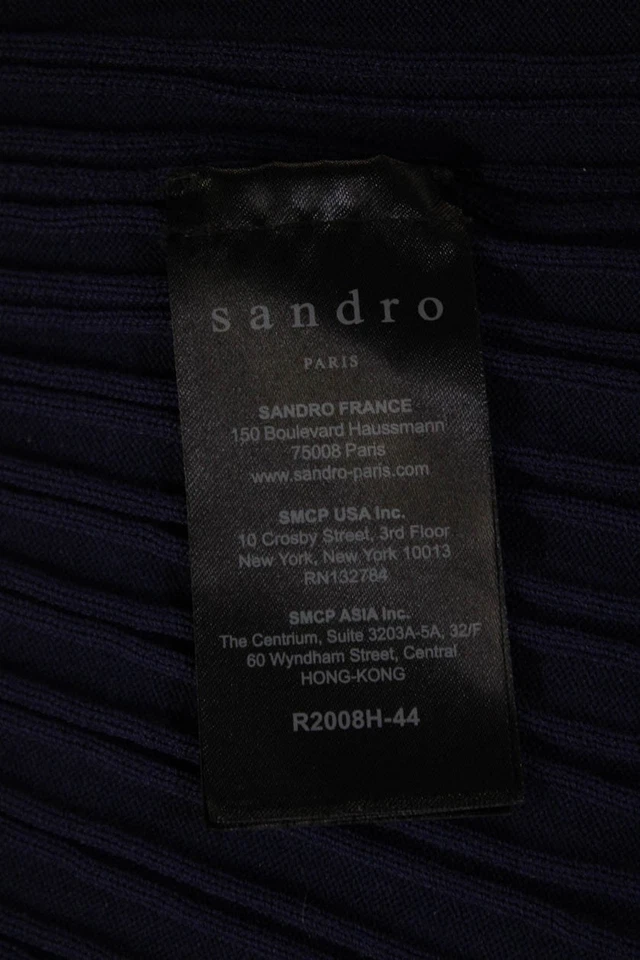 sandro
PARIS
SANDRO FRANCE
150 Boulevard Haussmann
75008 Paris
www.sandro-paris.com
SMCP USA Inc.
10 Crosby Street, 3rd Floor
New York, New York 10013
RN132784
SMCP ASIA Inc.
The Centrium, Suite 3203A-5A, 32/F
60 Wyndham Street, Central
HONG-KONG
R2008H-44